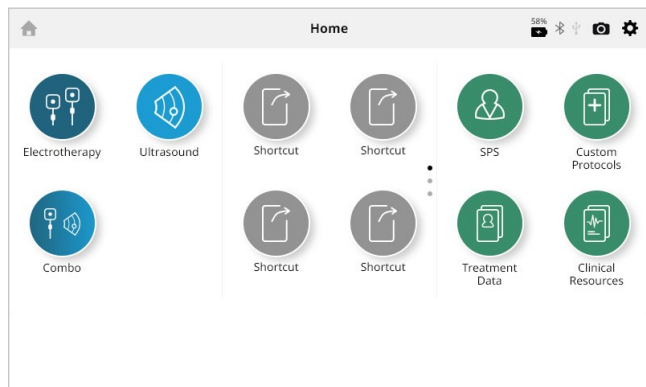 Home
58%
Electrotherapy
Ultrasound
Shortcut
Shortcut
SPS
Custom
Protocols
Combo
Shortcut
Shortcut
Treatment
Data
Clinical
Resources